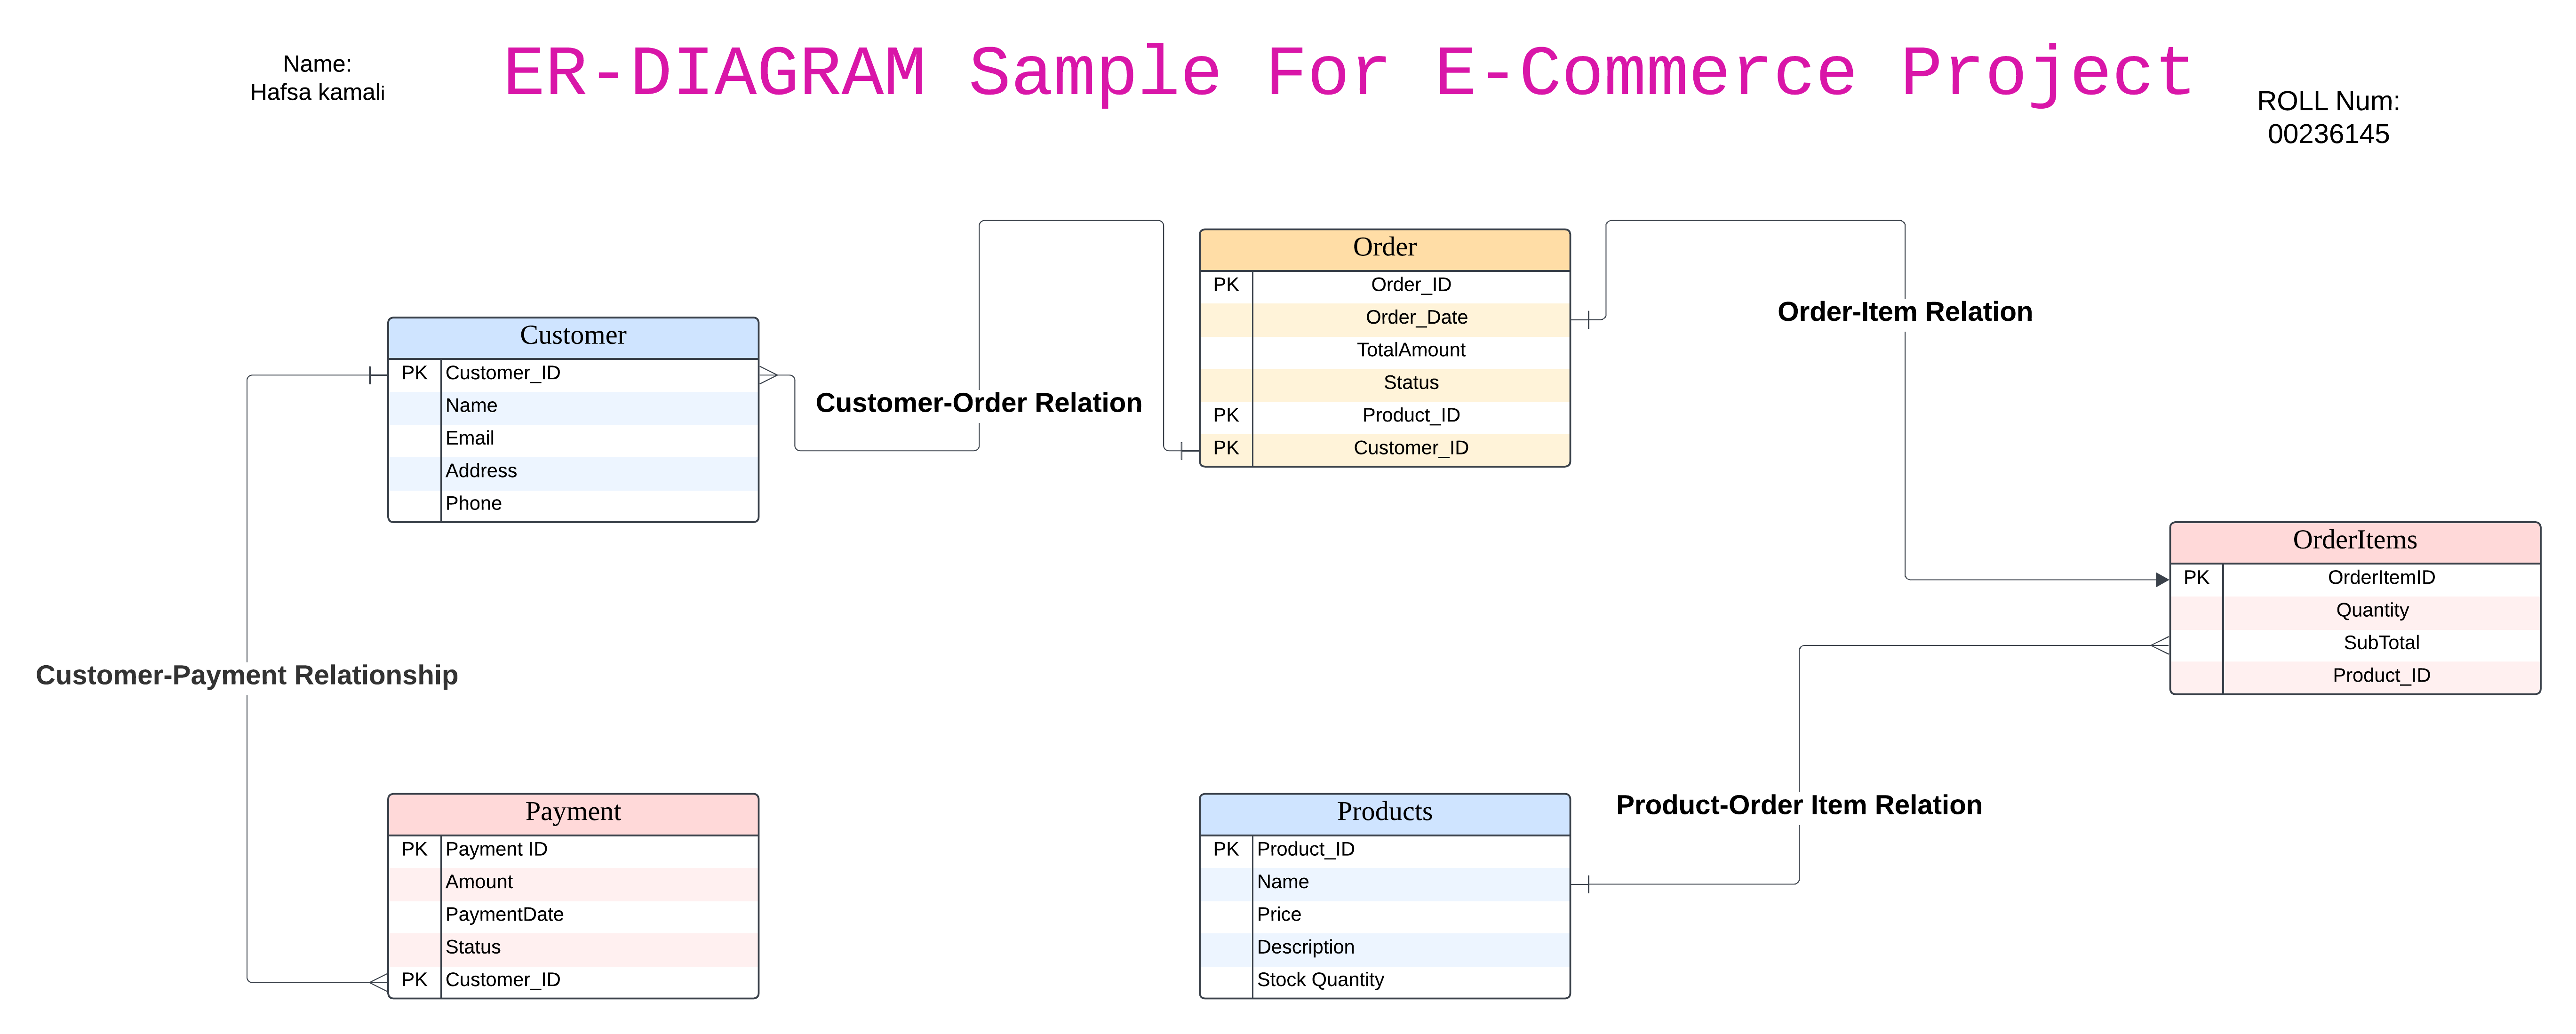 Name:
Hafsa kamali
ER-DIAGRAM Sample For E-Commerce Project
ROLL Num:
00236145
Customer
PK Customer_ID
Name
Email
Address
Phone
Customer-Order Relation
Order
PK Order_ID
Order_Date
TotalAmount
Status
PK Product_ID
PK Customer_ID
Order-Item Relation
OrderItems
PK OrderItemID
Quantity
SubTotal
Product_ID
Customer-Payment Relationship
Payment
PK Payment ID
Amount
PaymentDate
Status
PK Customer_ID
Products
PK Product_ID
Name
Price
Description
Stock Quantity
Product-Order Item Relation